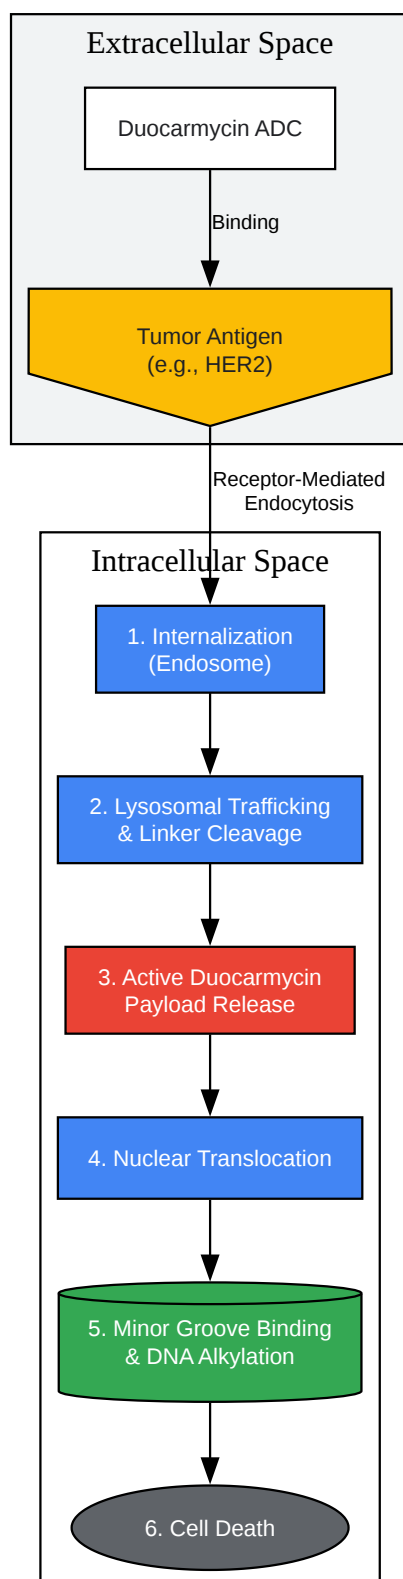 Extracellular Space
Duocarmycin ADC
Binding
Tumor Antigen
(e.g., HER2)
Receptor-Mediated
Endocytosis
Intracellular Space
1. Internalization
(Endosome)
2. Lysosomal Trafficking
& Linker Cleavage
3. Active Duocarmycin
Payload Release
4. Nuclear Translocation
5. Minor Groove Binding
& DNA Alkylation
6. Cell Death